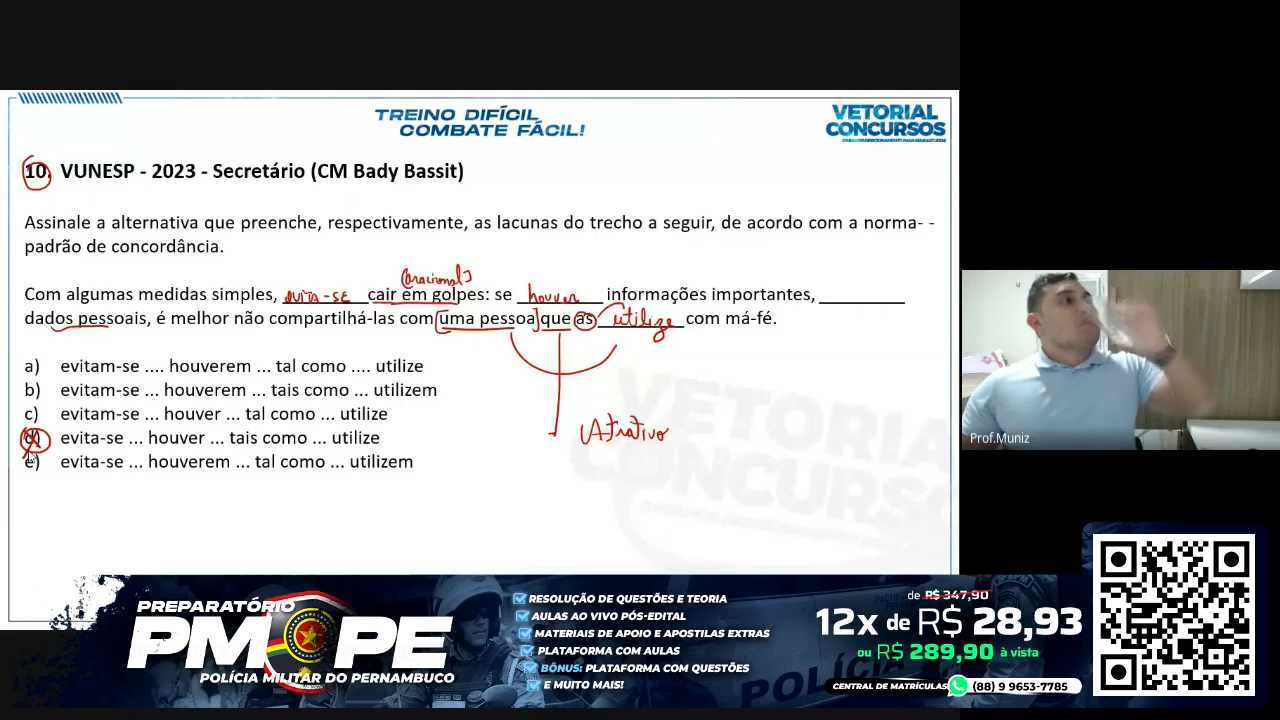 TREINO DIFÍCIL
COMBATE FÁCIL!
VETORIAL
CONCURSOS
10. VUNESP - 2023 - Secretário (CM Bady Bassit)
Assinale a alternativa que preenche, respectivamente, as lacunas do trecho a seguir, de acordo com a norma- -
padrão de concordância.
(oracional)
Com algumas medidas simples, evita-se cair em golpes: se houver informações importantes, __________
dados pessoais, é melhor não compartilhá-las com [uma pessoa] que as utilize com má-fé.
a) evitam-se .... houverem ... tal como .... utilize
b) evitam-se ... houverem ... tais como ... utilizem
c) evitam-se ... houver ... tal como ... utilize
d) evita-se ... houver ... tais como ... utilize
e) evita-se ... houverem ... tal como ... utilizem
Atrativo
VETORIAL
CONCURSOS
Prof.Muniz
PREPARATÓRIO
PM PE
POLÍCIA MILITAR DO PERNAMBUCO
RESOLUÇÃO DE QUESTÕES E TEORIA
AULAS AO VIVO PÓS-EDITAL
MATERIAIS DE APOIO E APOSTILAS EXTRAS
PLATAFORMA COM AULAS
BÔNUS: PLATAFORMA COM QUESTÕES
E MUITO MAIS!
POLÍCIA
de R$ 347,90
12x de R$ 28,93
ou R$ 289,90 à vista
CENTRAL DE MATRÍCULAS: (88) 9 9653-7785